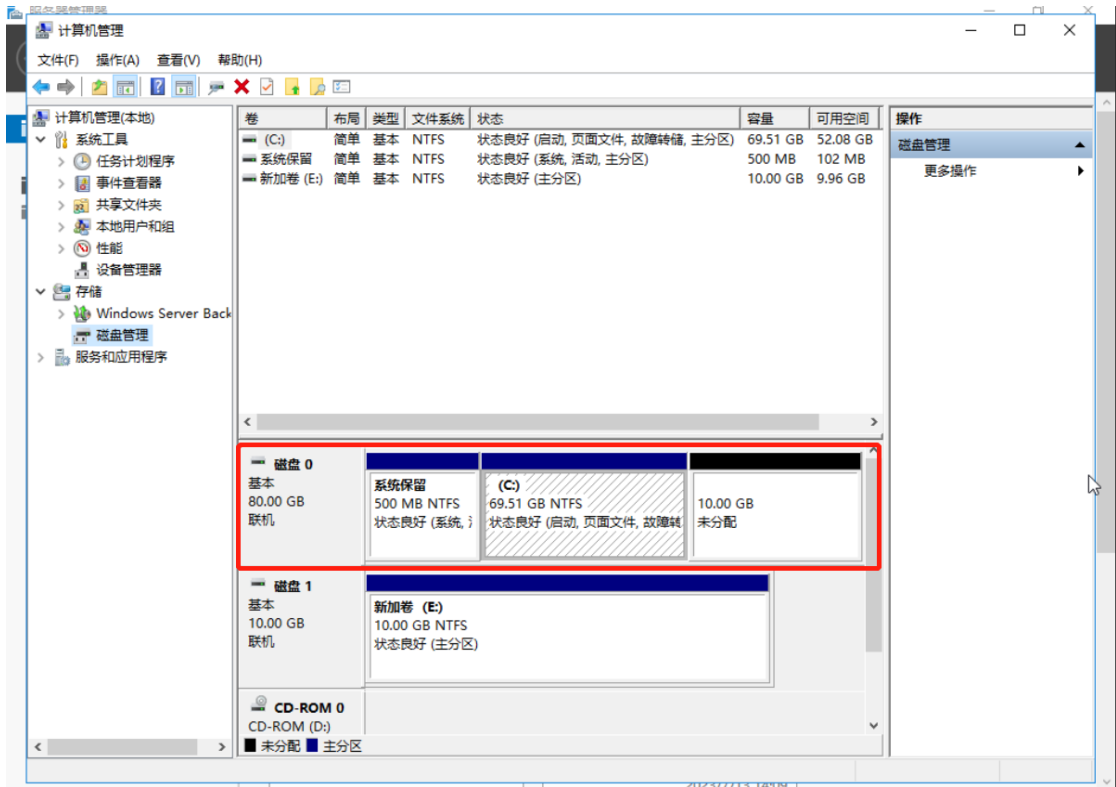 服务器管理器
计算机管理
文件(F) 操作(A) 查看(V) 帮助(H)
计算机管理(本地)
系统工具
任务计划程序
事件查看器
共享文件夹
本地用户和组
性能
设备管理器
存储
Windows Server Back
磁盘管理
服务和应用程序
卷 布局 类型 文件系统 状态 容量 可用空间
(C:) 简单 基本 NTFS 状态良好 (启动, 页面文件, 故障转储, 主分区) 69.51 GB 52.08 GB
系统保留 简单 基本 NTFS 状态良好 (系统, 活动, 主分区) 500 MB 102 MB
新加卷 (E:) 简单 基本 NTFS 状态良好 (主分区) 10.00 GB 9.96 GB
磁盘 0
基本
80.00 GB
联机
系统保留
500 MB NTFS
状态良好 (系统,
(C:)
69.51 GB NTFS
状态良好 (启动, 页面文件, 故障转
10.00 GB
未分配
磁盘 1
基本
10.00 GB
联机
新加卷 (E:)
10.00 GB NTFS
状态良好 (主分区)
CD-ROM 0
CD-ROM (D:)
未分配 主分区
操作
磁盘管理
更多操作